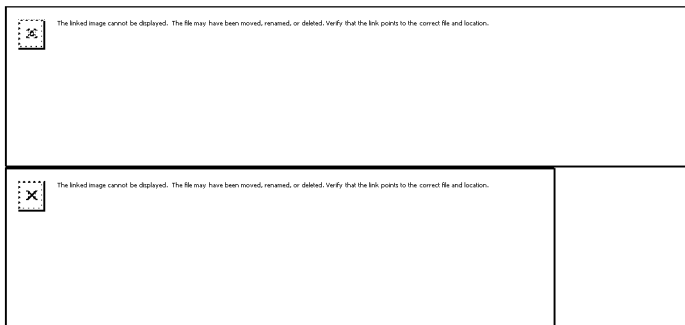 The linked image cannot be displayed. The file may have been moved, renamed, or deleted. Verify that the link points to the correct file and location.
The linked image cannot be displayed. The file may have been moved, renamed, or deleted. Verify that the link points to the correct file and location.